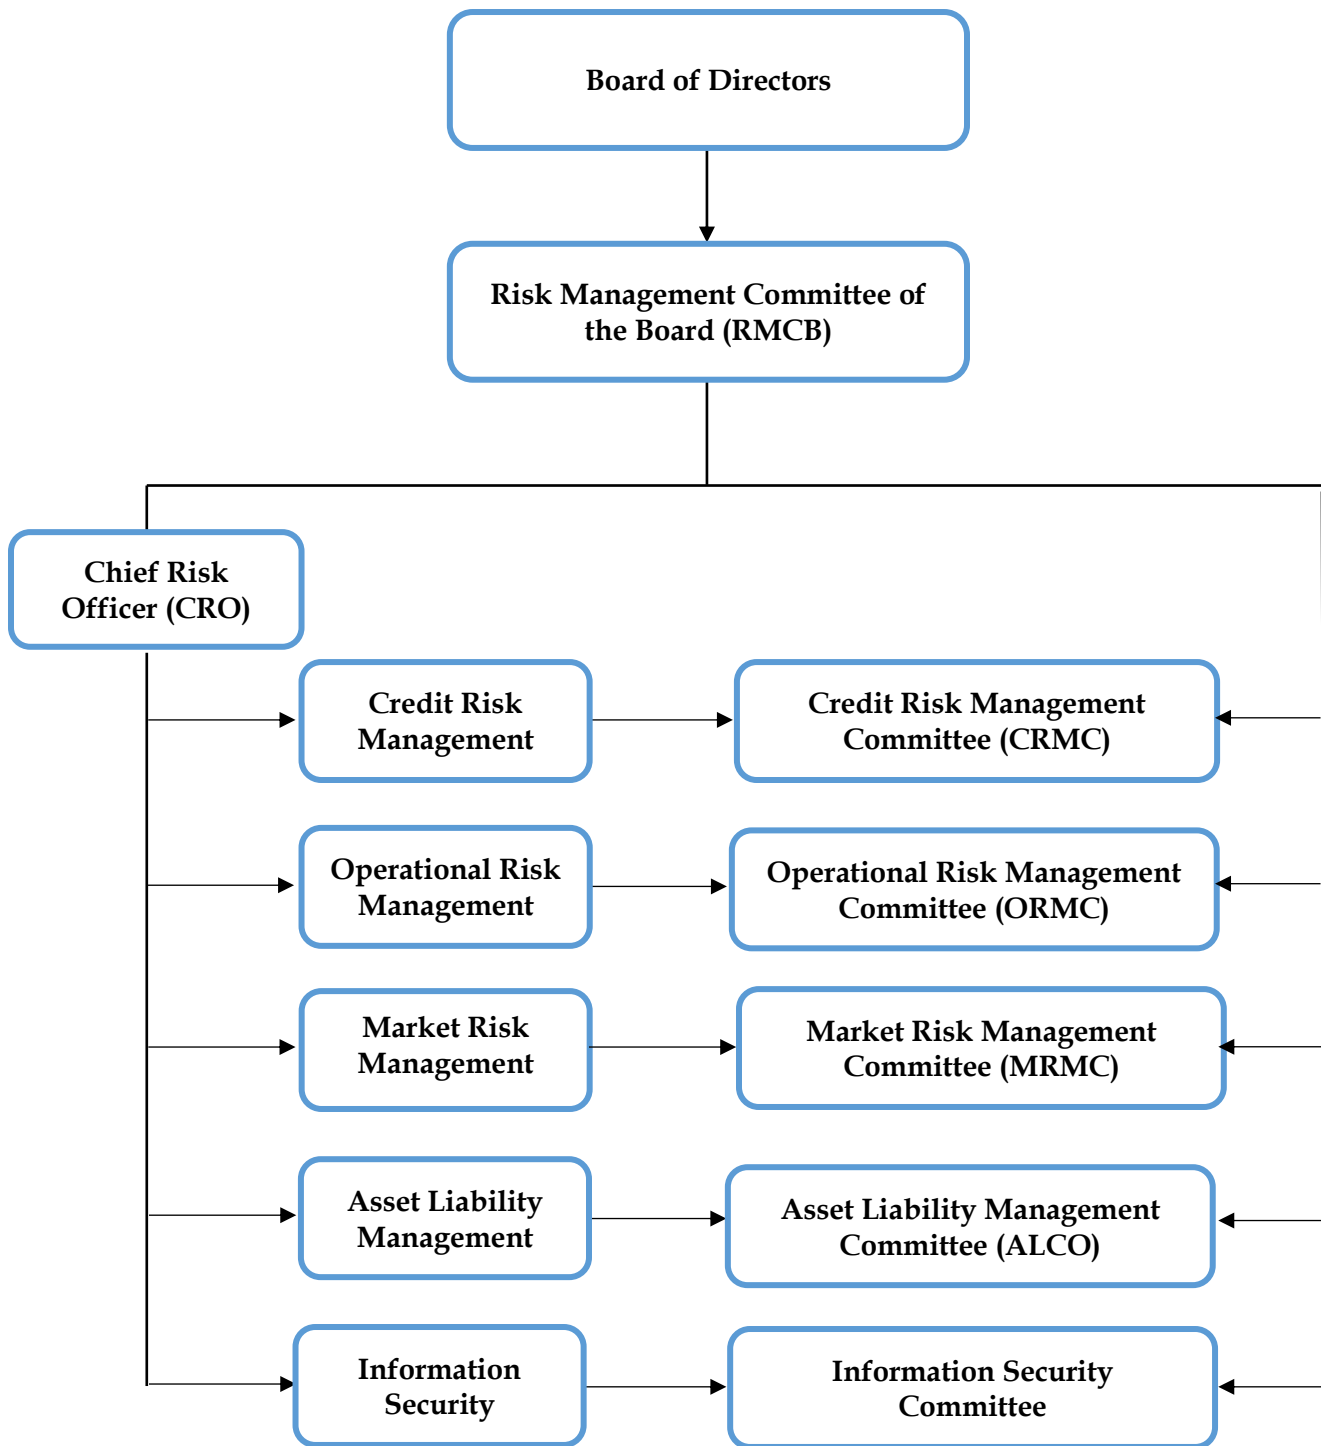 Board of Directors
Risk Management Committee of
the Board (RMCB)
Chief Risk
Officer (CRO)
Credit Risk
Management
Credit Risk Management
Committee (CRMC)
Operational Risk
Management
Operational Risk Management
Committee (ORMC)
Market Risk
Management
Market Risk Management
Committee (MRMC)
Asset Liability
Management
Asset Liability Management
Committee (ALCO)
Information
Security
Information Security
Committee